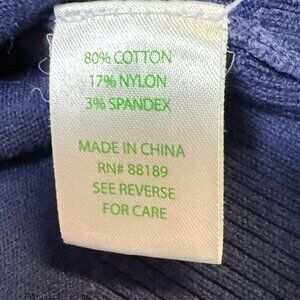 80% COTTON
17% NYLON
3% SPANDEX
MADE IN CHINA
RN# 88189
SEE REVERSE
FOR CARE